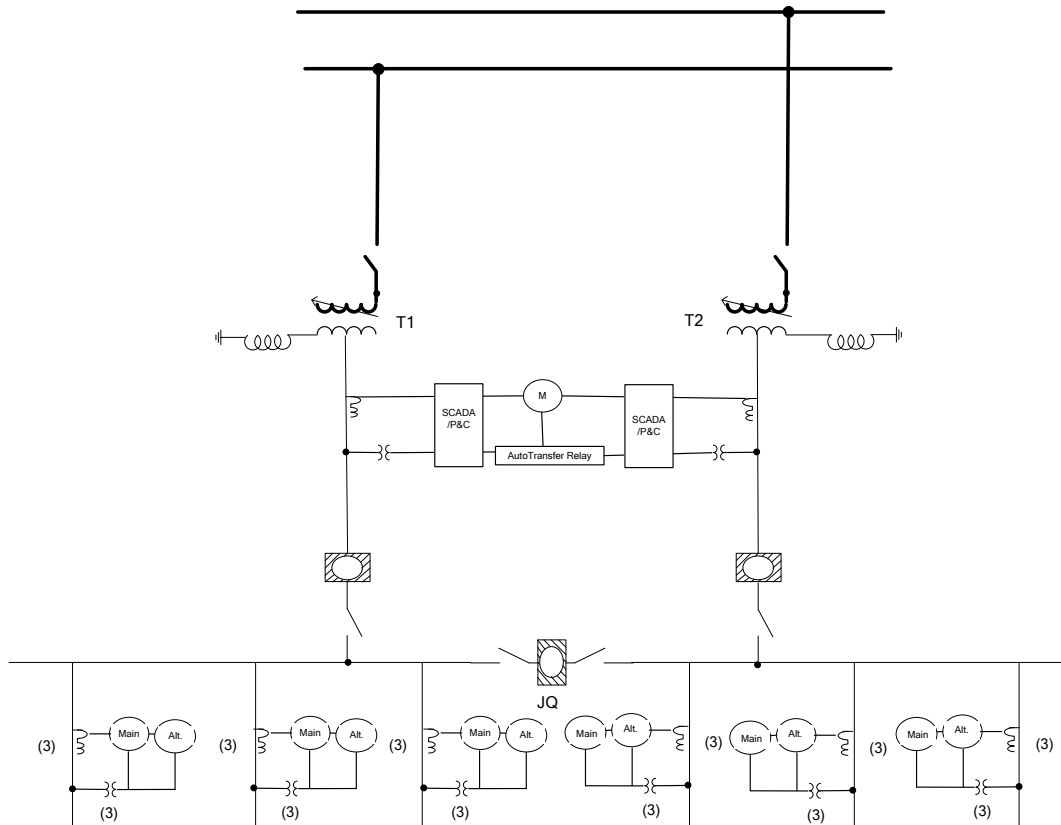 T1
T2
SCADA
/P&C
M
SCADA
/P&C
AutoTransfer Relay
JQ
(3)
Main
Alt.
(3)
(3)
Main
Alt.
(3)
(3)
Main
Alt.
(3)
Main
Alt.
(3)
(3)
Main
Alt.
(3)
(3)
Main
Alt.
(3)
(3)